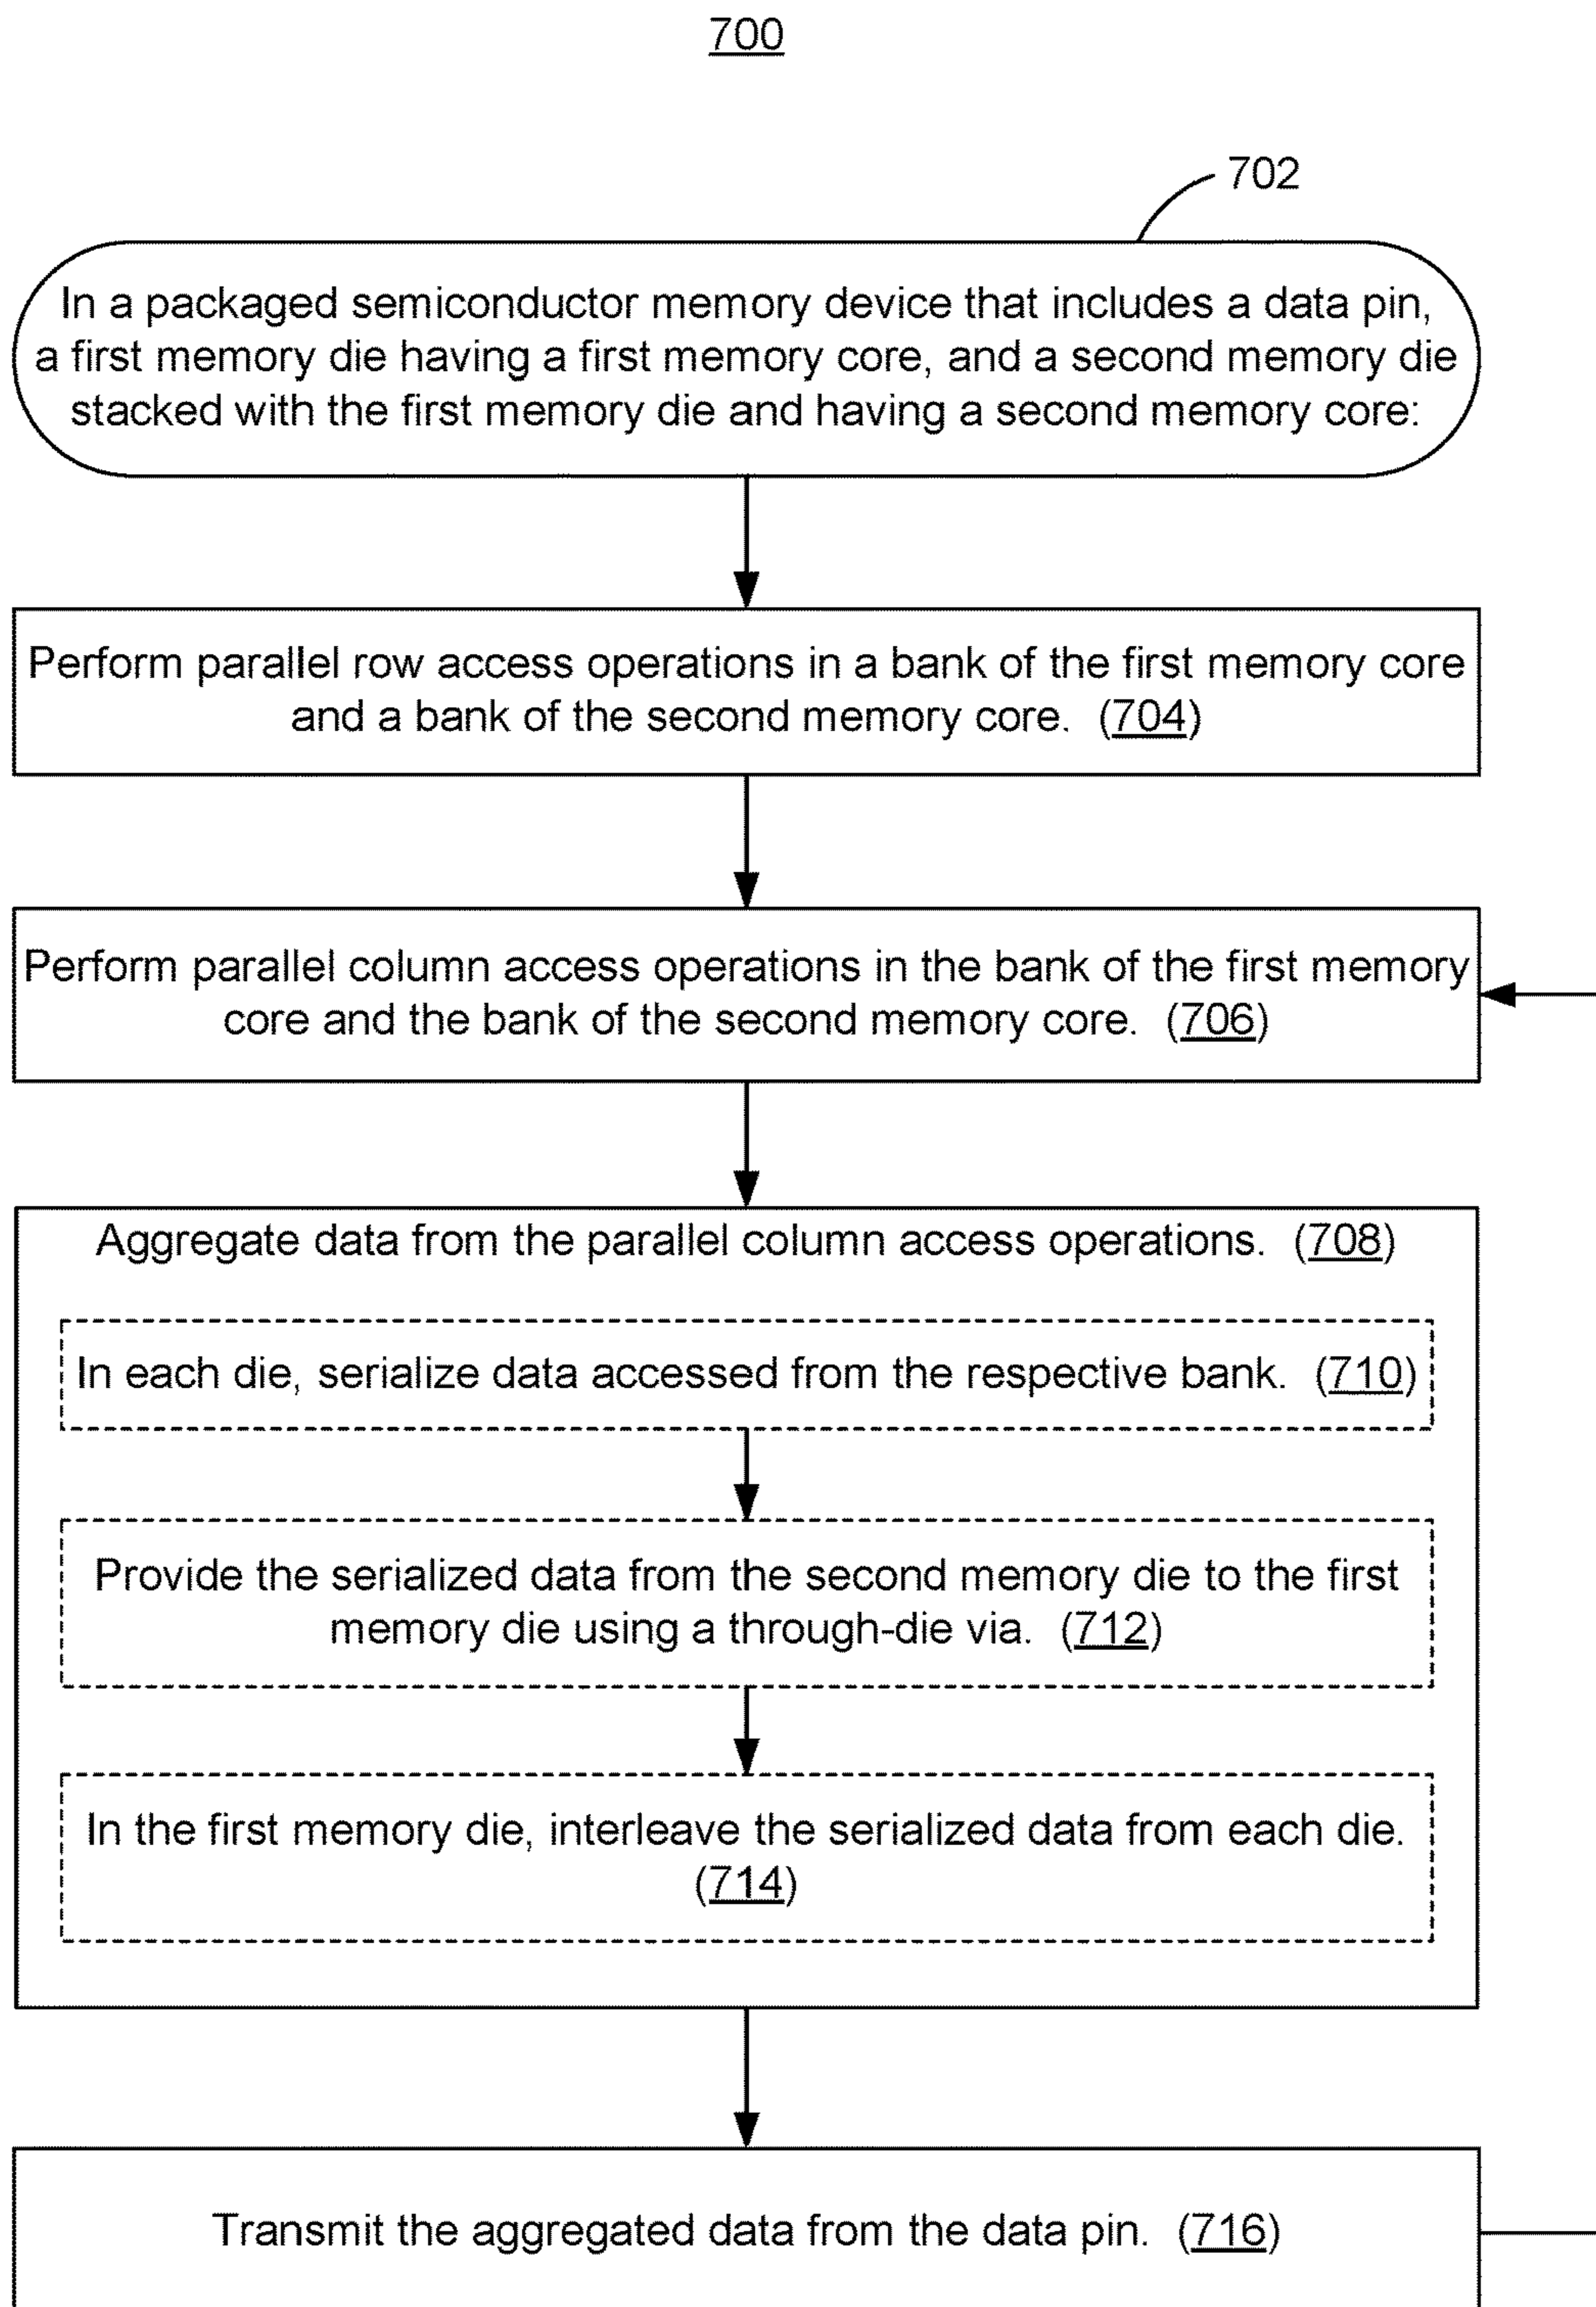 700
702
In a packaged semiconductor memory device that includes a data pin,
a first memory die having a first memory core, and a second memory die
stacked with the first memory die and having a second memory core:
Perform parallel row access operations in a bank of the first memory core
and a bank of the second memory core. (704)
Perform parallel column access operations in the bank of the first memory
core and the bank of the second memory core. (706)
Aggregate data from the parallel column access operations. (708)
In each die, serialize data accessed from the respective bank. (710)
Provide the serialized data from the second memory die to the first
memory die using a through-die via. (712)
In the first memory die, interleave the serialized data from each die.
(714)
Transmit the aggregated data from the data pin. (716)